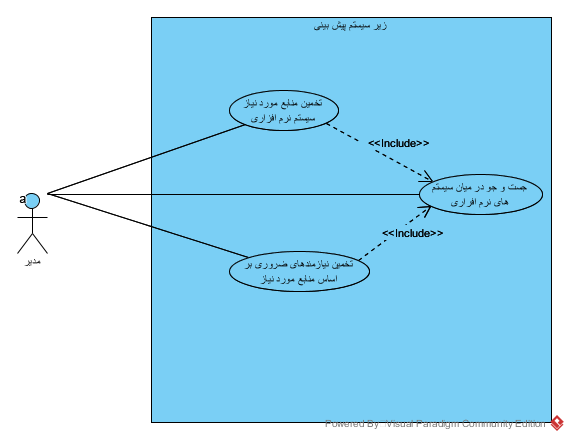 زیر سیستم پیش بینی
تخمین منابع مورد نیاز
سیستم نرم افزاری
<<Include>>
جست و جو در میان سیستم
های نرم افراری
a
مدیر
<<Include>>
تخمین نیازمندهای ضروری بر
اساس منابع مورد نیاز
Powered By Visual Paradigm Community Edition